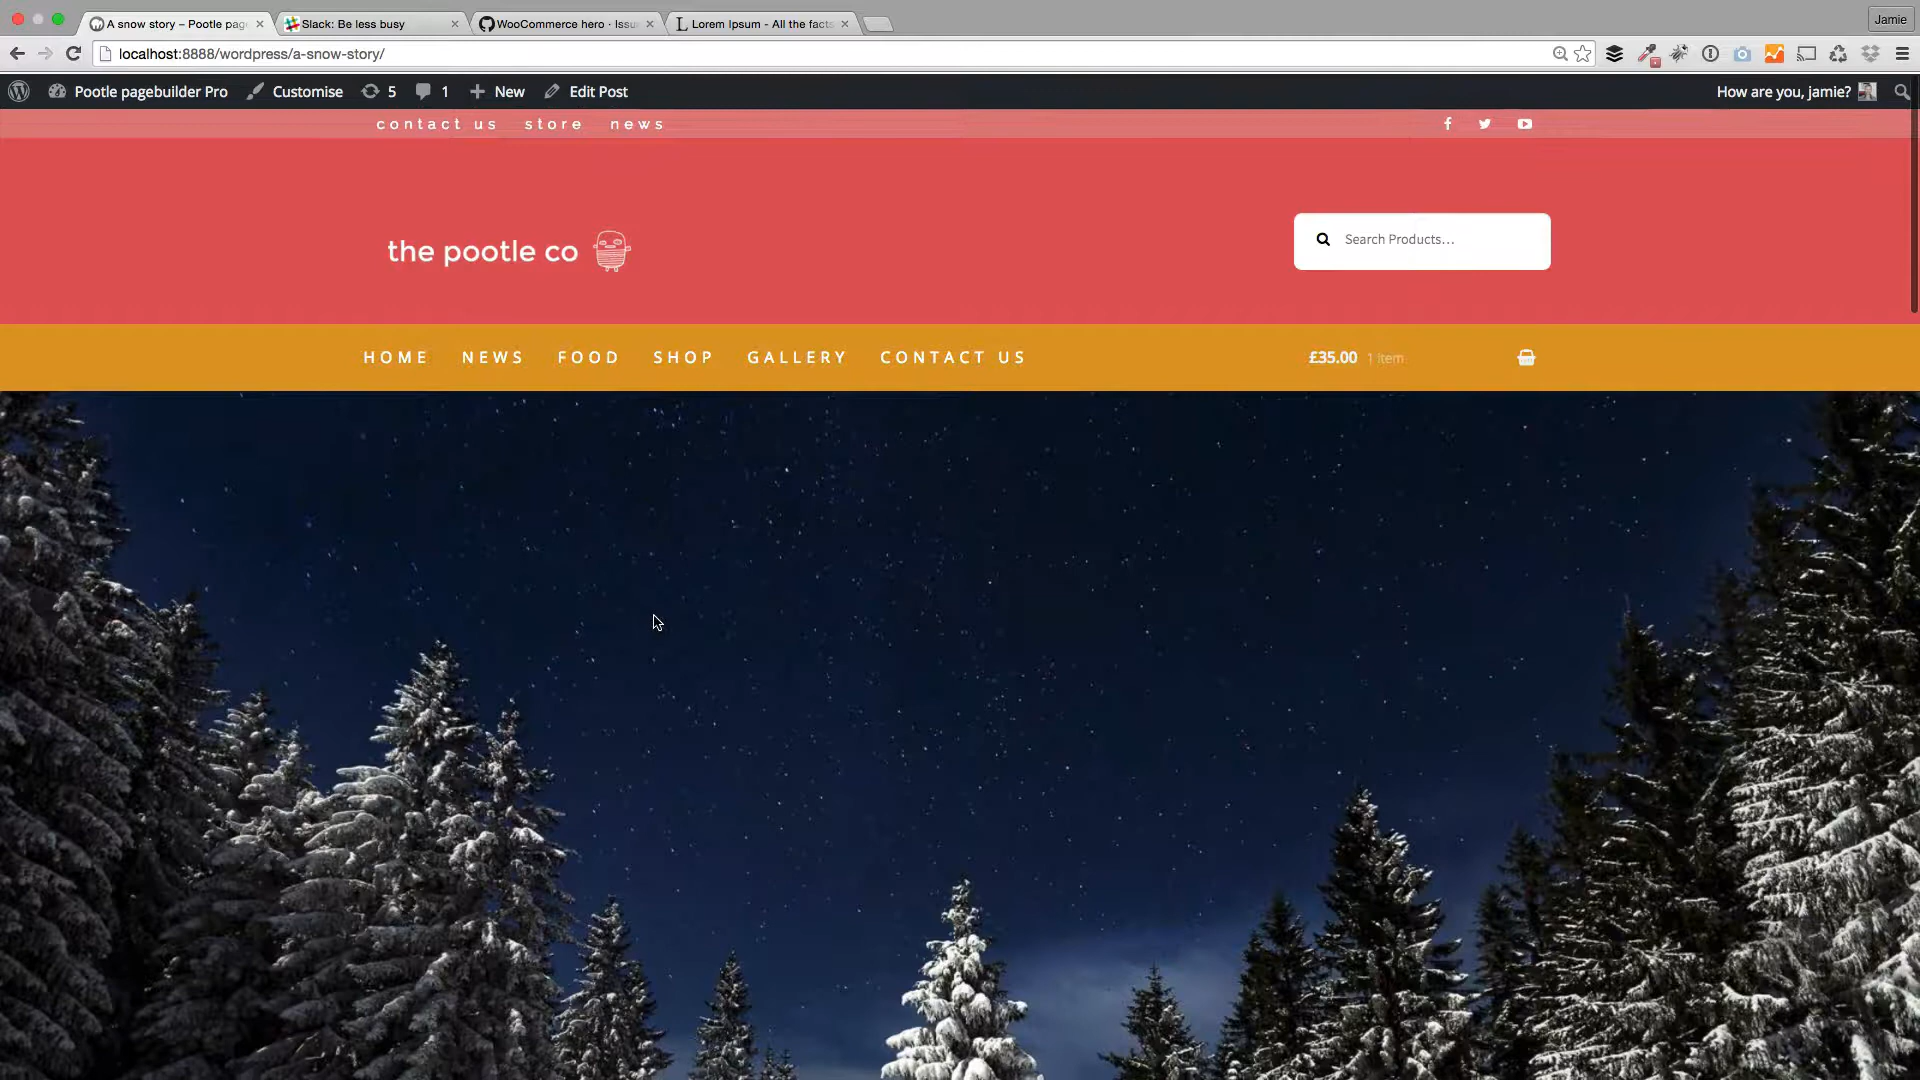 A snow story – Pootle page
Slack: Be less busy
WooCommerce hero · Issu
Lorem Ipsum - All the facts
Jamie
localhost:8888/wordpress/a-snow-story/
Pootle pagebuilder Pro
Customise
5
1
New
Edit Post
How are you, jamie?
contact us
store
news
the pootle co
Search Products…
HOME
NEWS
FOOD
SHOP
GALLERY
CONTACT US
£35.00
1 item